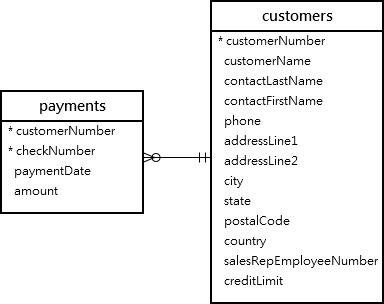 payments
* customerNumber
* checkNumber
paymentDate
amount
customers
* customerNumber
customerName
contactLastName
contactFirstName
phone
addressLine1
addressLine2
city
state
postalCode
country
salesRepEmployeeNumber
creditLimit